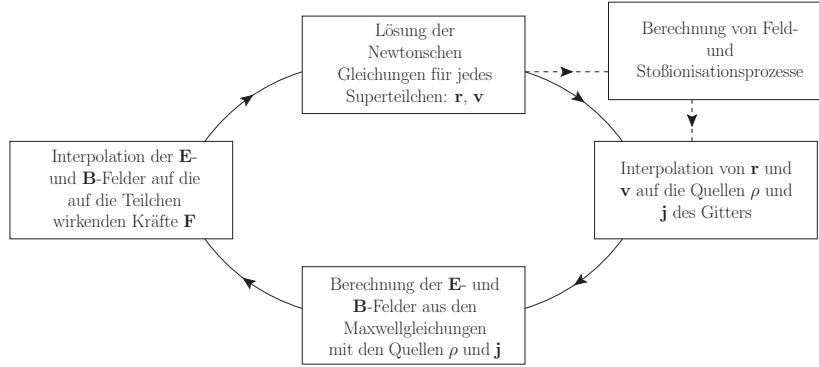 Lösung der
Newtonschen
Gleichungen für jedes
Superteilchen: r, v
Berechnung von Feld-
und
Stoßionisationsprozesse
Interpolation der E-
und B-Felder auf die
auf die Teilchen
wirkenden Kräfte F
Interpolation von r und
v auf die Quellen ρ und
j des Gitters
Berechnung der E- und
B-Felder aus den
Maxwellgleichungen
mit den Quellen ρ und j